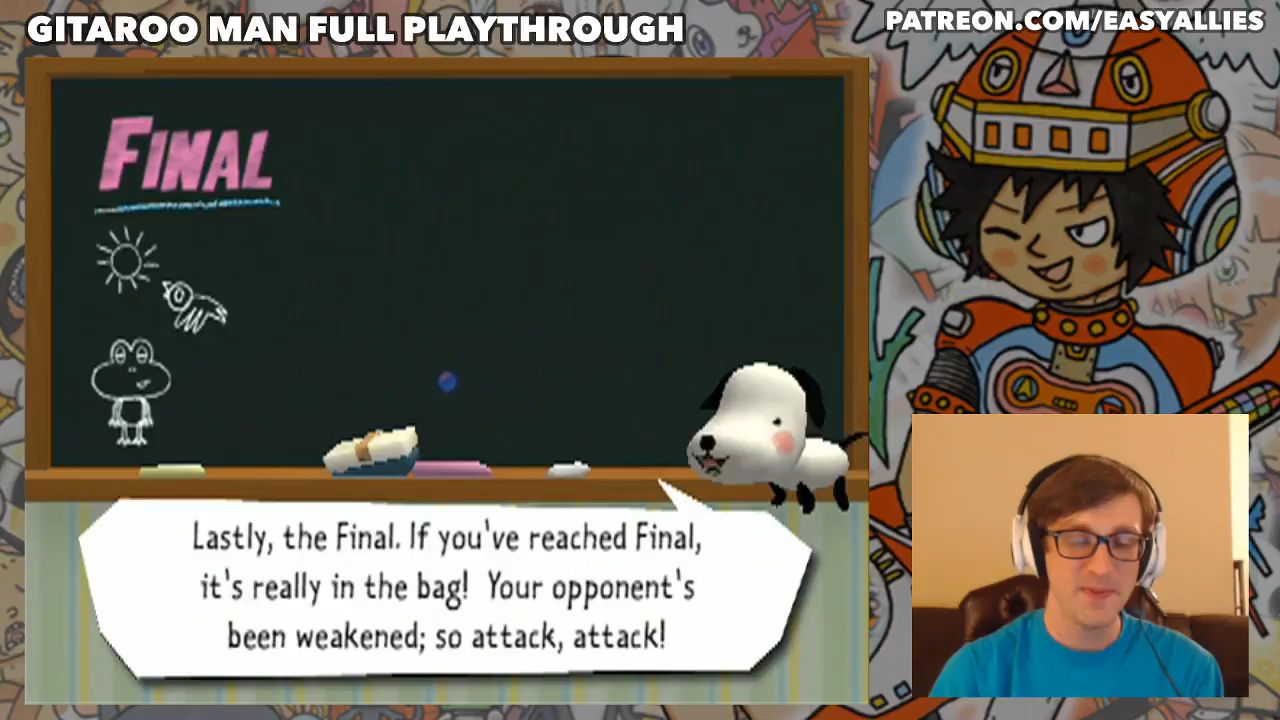 GITAROO MAN FULL PLAYTHROUGH
PATREON.COM/EASYALLIES
FINAL
Lastly, the Final. If you've reached Final,
it's really in the bag!  Your opponent's
been weakened; so attack, attack!